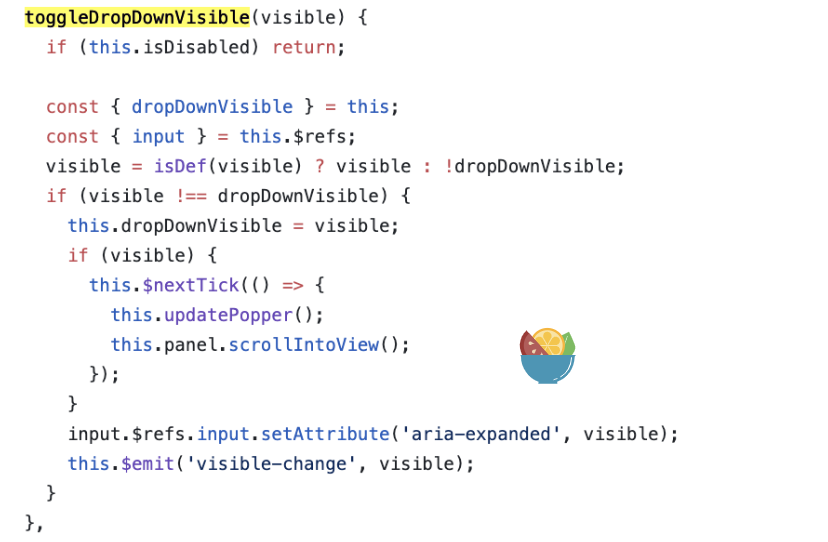 toggleDropDownVisible(visible) {
  if (this.isDisabled) return;

  const { dropDownVisible } = this;
  const { input } = this.$refs;
  visible = isDef(visible) ? visible : !dropDownVisible;
  if (visible !== dropDownVisible) {
    this.dropDownVisible = visible;
    if (visible) {
      this.$nextTick(() => {
        this.updatePopper();
        this.panel.scrollIntoView();
      });
    }
    input.$refs.input.setAttribute('aria-expanded', visible);
    this.$emit('visible-change', visible);
  }
},